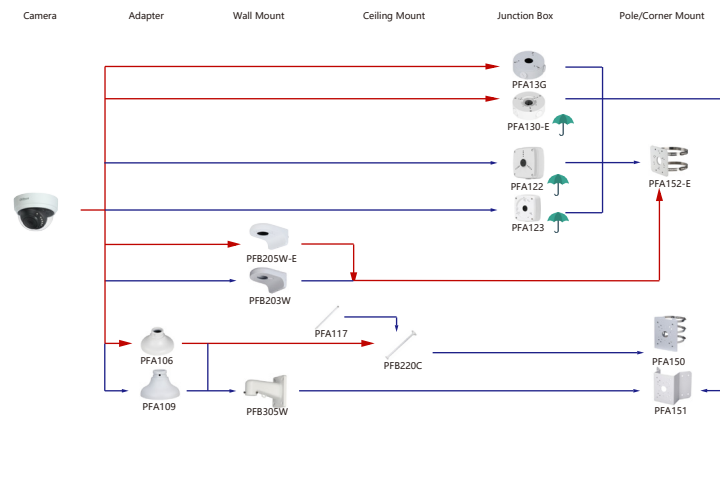 Camera Adapter Wall Mount Ceiling Mount Junction Box Pole/Corner Mount
PFA13G
PFA130-E
PFA122
PFA152-E
PFA123
PFB205W-E
PFB203W
PFA117
PFA106
PFB220C
PFA150
PFA109
PFB305W
PFA151